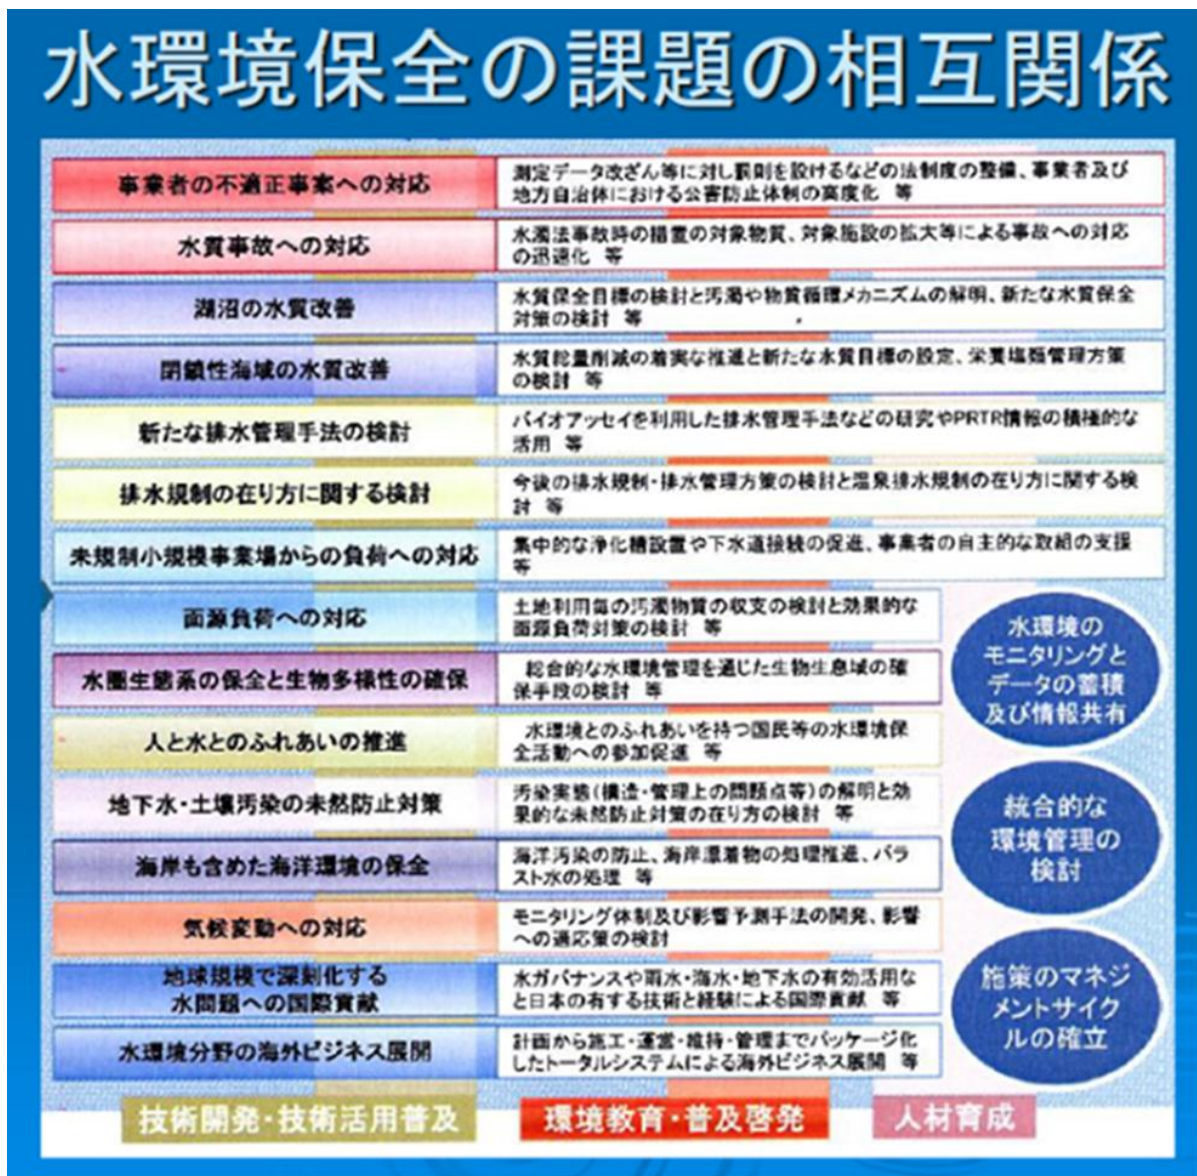 水環境保全の課題の相互関係
事業者の不適正事案への対応
測定データ改ざん等に対し罰則を設けるなどの法制度の整備、事業者及び
地方自治体における公害防止体制の高度化 等
水質事故への対応
水濁法事故時の措置の対象物質、対象施設の拡大等による事故への対応
の迅速化 等
湖沼の水質改善
水質保全目標の検討と汚濁や物質循環メカニズムの解明、新たな水質保全
対策の検討 等
閉鎖性海域の水質改善
水質総量削減の着実な推進と新たな水質目標の設定、栄養塩類管理方策
の検討 等
新たな排水管理手法の検討
バイオアッセイを利用した排水管理手法などの研究やPRTR情報の積極的な
活用 等
排水規制の在り方に関する検討
今後の排水規制・排水管理方策の検討と温泉排水規制の在り方に関する検
討 等
未規制小規模事業場からの負荷への対応
集中的な浄化槽設置や下水道接続の促進、事業者の自主的な取組の支援
等
面源負荷への対応
土地利用毎の汚濁物質の収支の検討と効果的な
面源負荷対策の検討 等
水圏生態系の保全と生物多様性の確保
総合的な水環境管理を通じた生物生息域の確
保手段の検討 等
人と水とのふれあいの推進
水環境とのふれあいを持つ国民等の水環境保
全活動への参加促進 等
地下水・土壌汚染の未然防止対策
汚染実態(構造・管理上の問題点等)の解明と効
果的な未然防止対策の在り方の検討 等
海岸も含めた海洋環境の保全
海洋汚染の防止、海岸漂着物の処理推進、バラ
スト水の処理 等
気候変動への対応
モニタリング体制及び影響予測手法の開発、影響
への適応策の検討
地球規模で深刻化する
水問題への国際貢献
水ガバナンスや雨水・海水・地下水の有効活用な
ど日本の有する技術と経験による国際貢献 等
水環境分野の海外ビジネス展開
計画から施工・運営・維持・管理までパッケージ化
したトータルシステムによる海外ビジネス展開 等
水環境の
モニタリングと
データの蓄積
及び情報共有
統合的な
環境管理の
検討
施策のマネジ
メントサイク
ルの確立
技術開発・技術活用普及
環境教育・普及啓発
人材育成